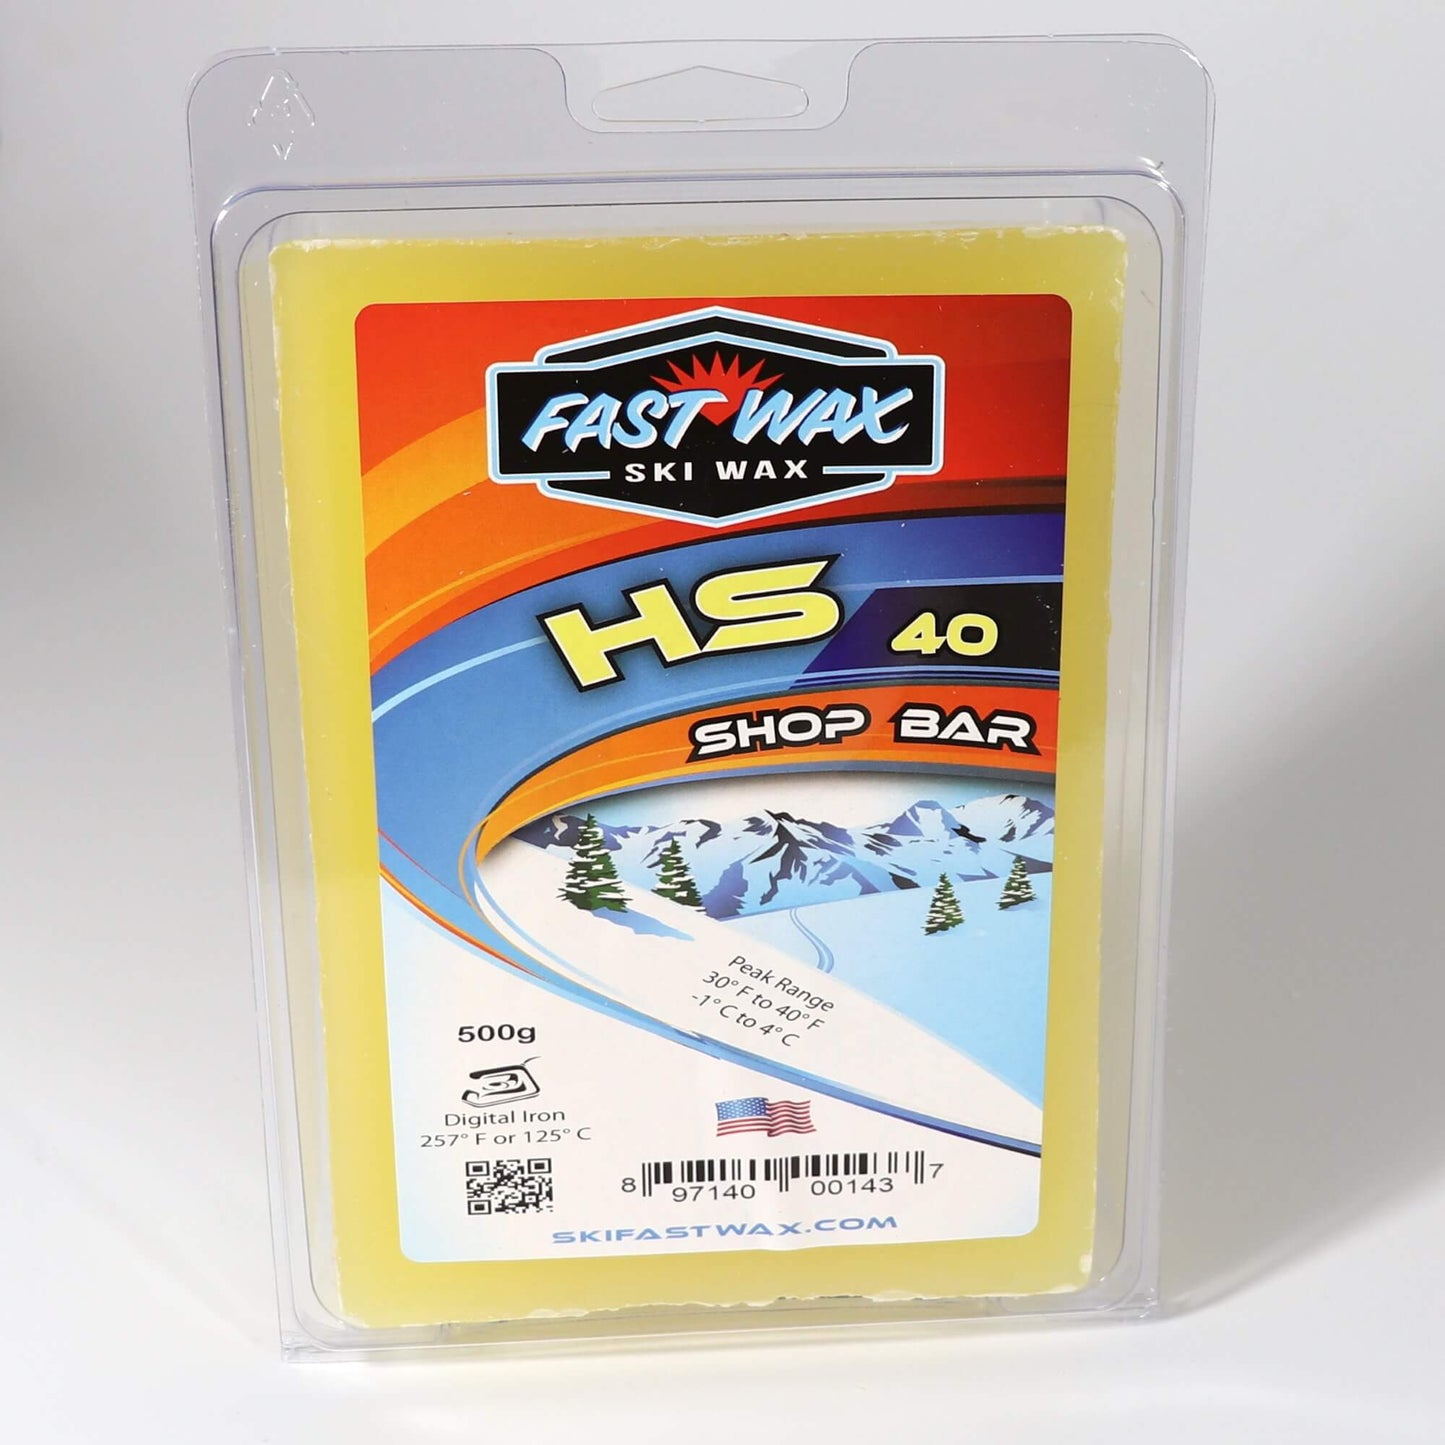 FAST WAX
SKI WAX
HS
40
SHOP BAR
Peak Range
30° F to 40° F
-1° C to 4° C
500g
Digital Iron
257° F or 125° C
8 97140 00143 7
SKIFASTWAX.COM